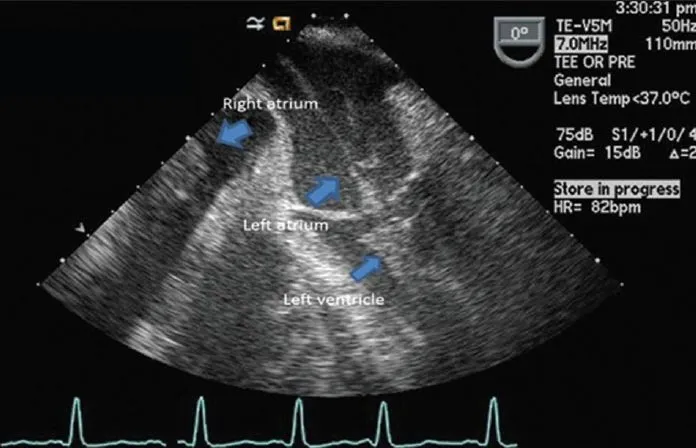 3:30:31 pm
TE-V5M 50Hz
7.0MHz 110mm
TEE OR PRE
General
Lens Temp<37.0°C
75dB S1/+1/0/4
Gain= 15dB Δ=2
Store in progress
HR= 82bpm
0°
Right atrium
Left atrium
Left ventricle